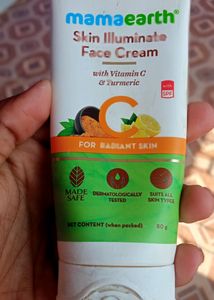 mamaearth®
Skin Illuminate
Face Cream
with Vitamin C
& Turmeric
C
FOR RADIANT SKIN
MADE
SAFE
DERMATOLOGICALLY
TESTED
SUITS ALL
SKIN TYPES
NET CONTENT (when packed)
80 g